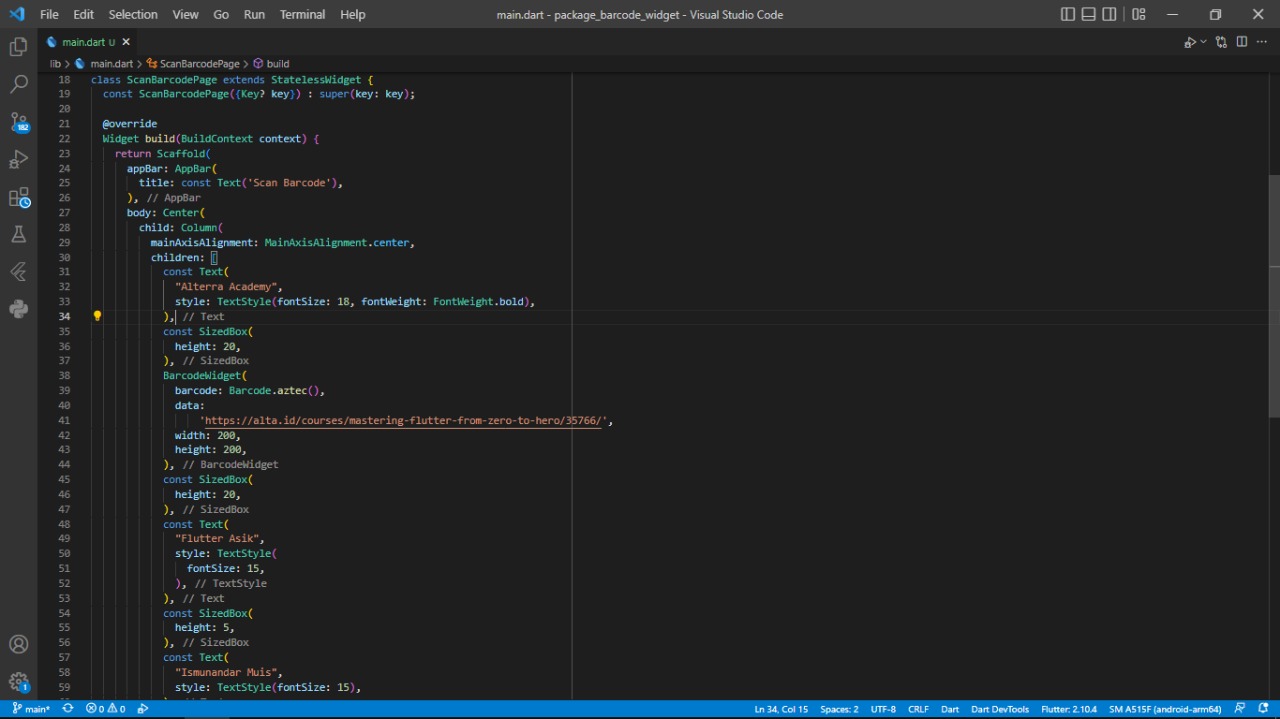 File Edit Selection View Go Run Terminal Help main.dart - package_barcode_widget - Visual Studio Code
main.dart U
lib > main.dart > ScanBarcodePage > build
18 class ScanBarcodePage extends StatelessWidget {
19 const ScanBarcodePage({Key? key}) : super(key: key);
20
21 @override
22 Widget build(BuildContext context) {
23 return Scaffold(
24 appBar: AppBar(
25 title: const Text('Scan Barcode'),
26 ), // AppBar
27 body: Center(
28 child: Column(
29 mainAxisAlignment: MainAxisAlignment.center,
30 children: [
31 const Text(
32 "Alterra Academy",
33 style: TextStyle(fontSize: 18, fontWeight: FontWeight.bold),
34 ), // Text
35 const SizedBox(
36 height: 20,
37 ), // SizedBox
38 BarcodeWidget(
39 barcode: Barcode.aztec(),
40 data:
41 'https://alta.id/courses/mastering-flutter-from-zero-to-hero/35766/',
42 width: 200,
43 height: 200,
44 ), // BarcodeWidget
45 const SizedBox(
46 height: 20,
47 ), // SizedBox
48 const Text(
49 "Flutter Asik",
50 style: TextStyle(
51 fontSize: 15,
52 ), // TextStyle
53 ), // Text
54 const SizedBox(
55 height: 5,
56 ), // SizedBox
57 const Text(
58 "Ismunandar Muis",
59 style: TextStyle(fontSize: 15),
182
1
main* 0 0 Ln 34, Col 15 Spaces: 2 UTF-8 CRLF Dart Dart DevTools Flutter: 2.10.4 SM A515F (android-arm64)